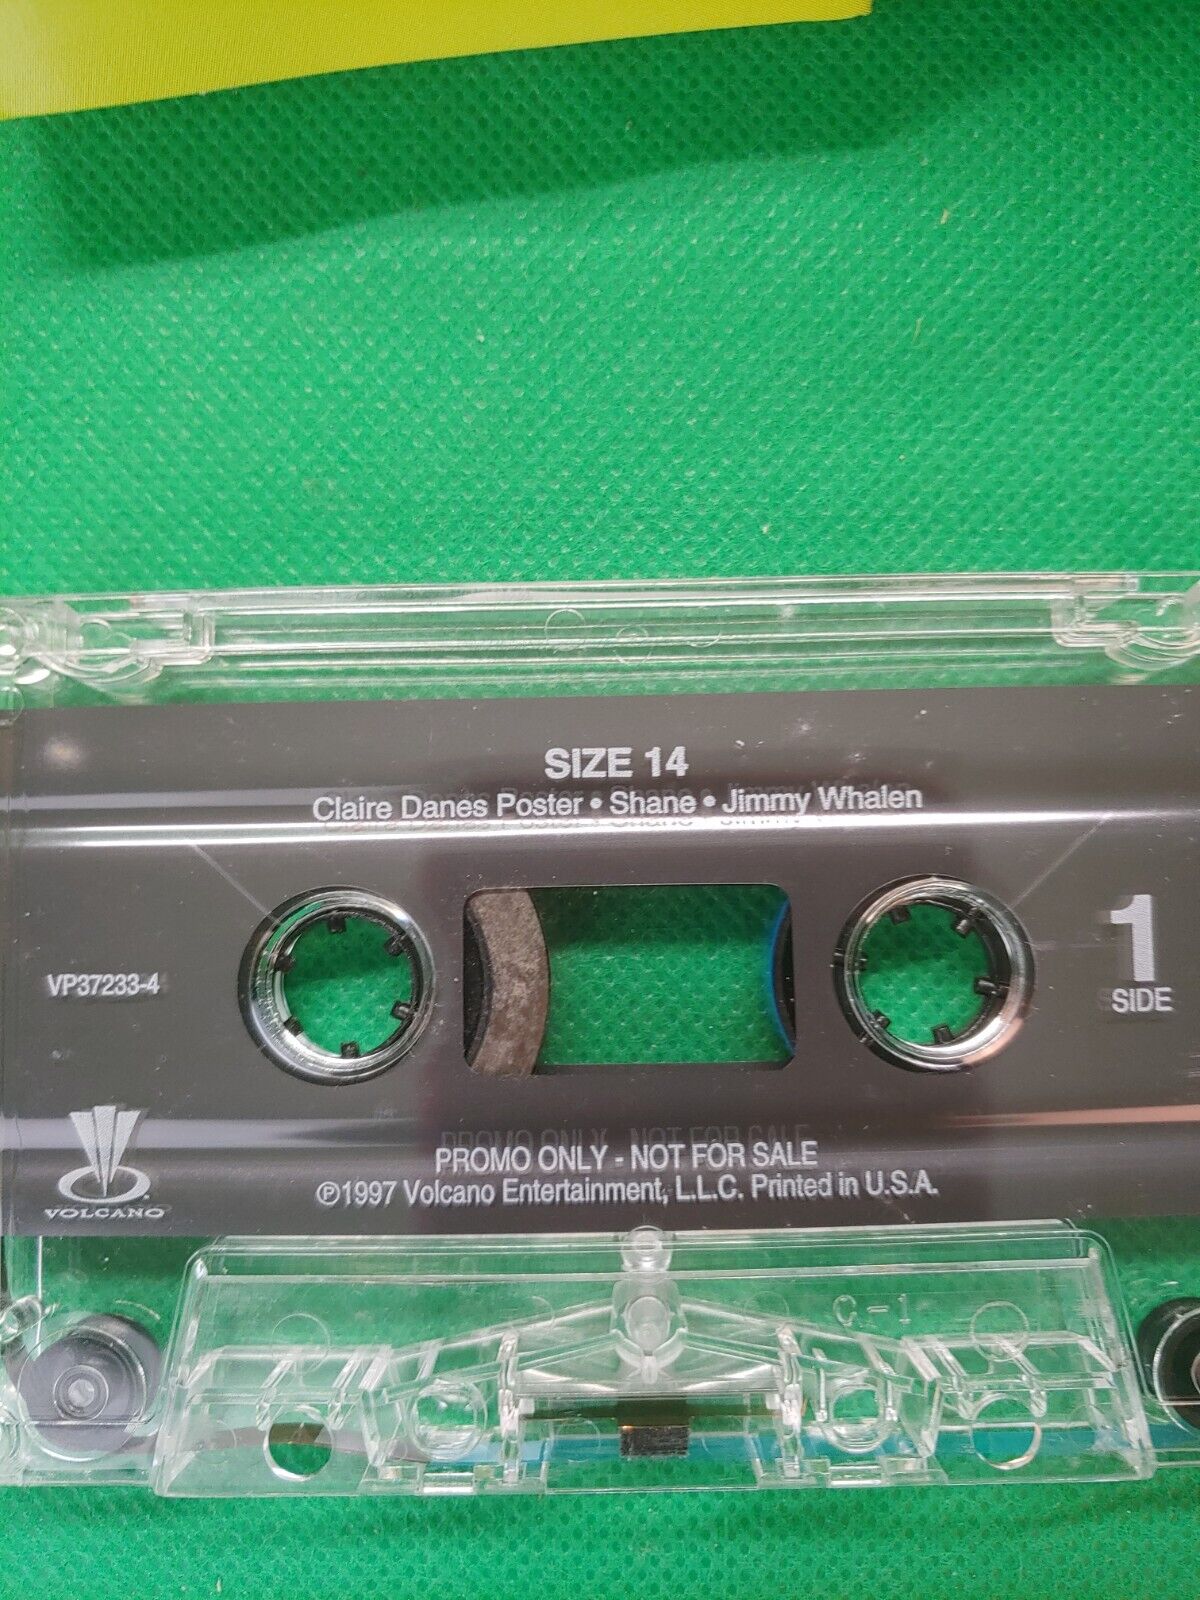 SIZE 14
Claire Danes Poster • Shane • Jimmy Whalen
VP37233-4
1
SIDE
VOLCANO
PROMO ONLY - NOT FOR SALE
℗1997 Volcano Entertainment, L.L.C. Printed in U.S.A.
C-1